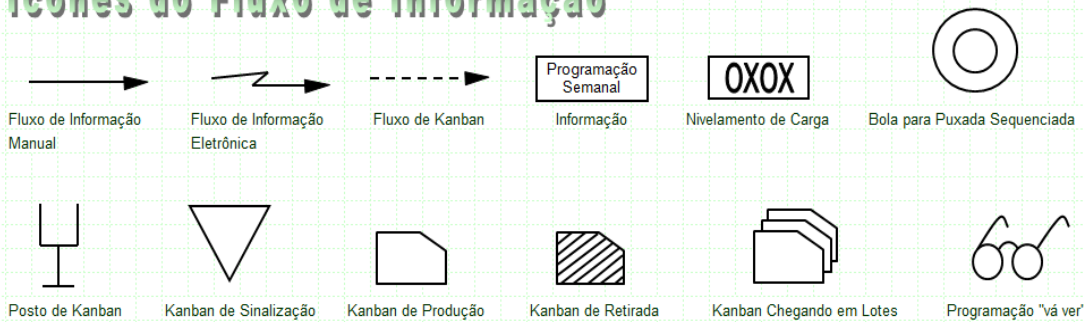 Ícones do Fluxo de Informação
Programação
Semanal
OXOX
Fluxo de Informação
Manual
Fluxo de Informação
Eletrônica
Fluxo de Kanban
Informação
Nivelamento de Carga
Bola para Puxada Sequenciada
Posto de Kanban
Kanban de Sinalização
Kanban de Produção
Kanban de Retirada
Kanban Chegando em Lotes
Programação "vá ver"